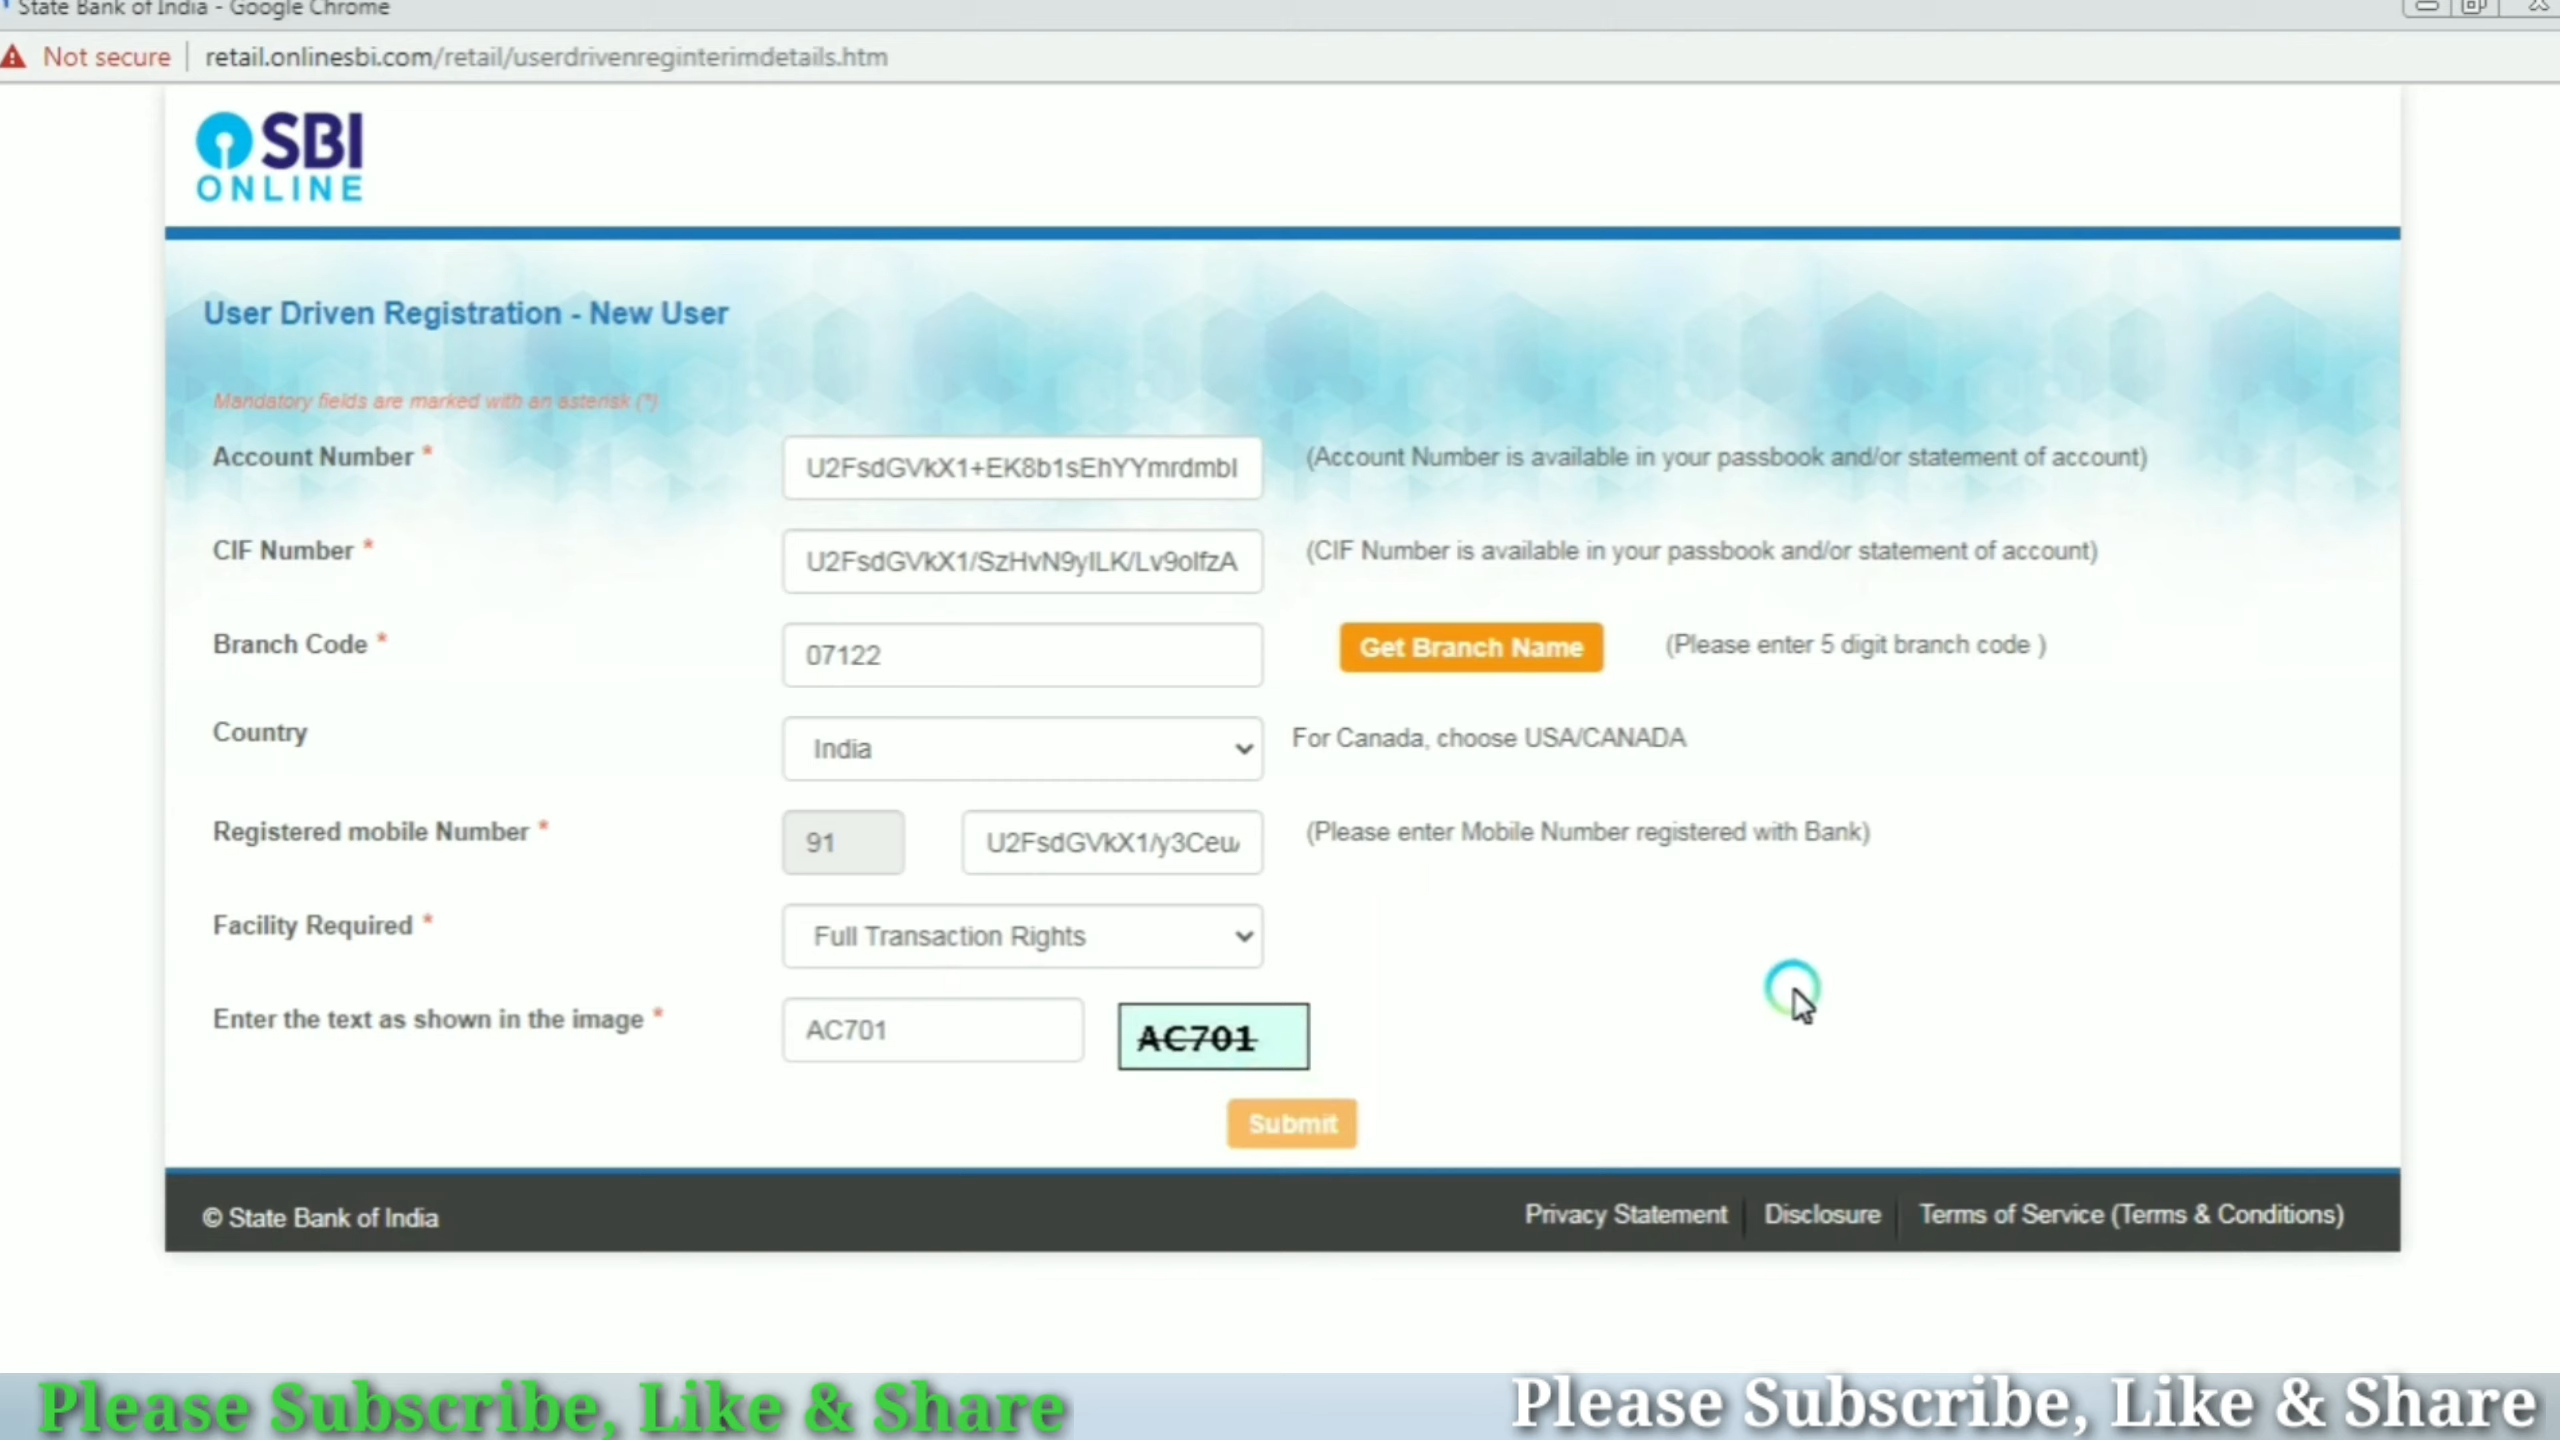 State Bank of India - Google Chrome
Not secure retail.onlinesbi.com/retail/userdrivenreginterimdetails.htm
SBI
ONLINE
User Driven Registration - New User
Mandatory fields are marked with an asterisk (*)
Account Number * U2FsdGVkX1+EK8b1sEhYYmrdmbI (Account Number is available in your passbook and/or statement of account)
CIF Number * U2FsdGVkX1/SzHvN9yILK/Lv9oIfzA (CIF Number is available in your passbook and/or statement of account)
Branch Code * 07122 Get Branch Name (Please enter 5 digit branch code )
Country India For Canada, choose USA/CANADA
Registered mobile Number * 91 U2FsdGVkX1/y3Ceu (Please enter Mobile Number registered with Bank)
Facility Required * Full Transaction Rights
Enter the text as shown in the image * AC701 AC701
Submit
© State Bank of India Privacy Statement Disclosure Terms of Service (Terms & Conditions)
Please Subscribe, Like & Share Please Subscribe, Like & Share